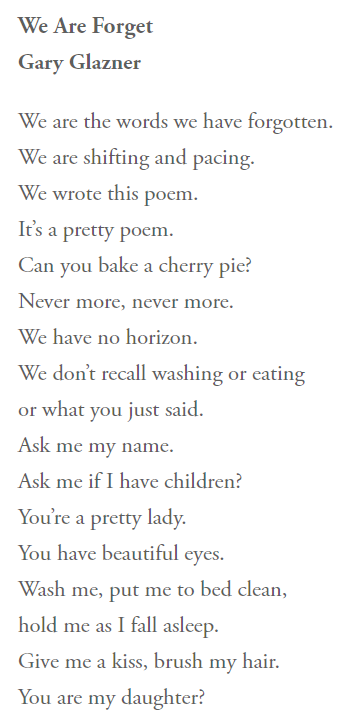 We Are Forget
Gary Glazner
We are the words we have forgotten.
We are shifting and pacing.
We wrote this poem.
It’s a pretty poem.
Can you bake a cherry pie?
Never more, never more.
We have no horizon.
We don’t recall washing or eating
or what you just said.
Ask me my name.
Ask me if I have children?
You’re a pretty lady.
You have beautiful eyes.
Wash me, put me to bed clean,
hold me as I fall asleep.
Give me a kiss, brush my hair.
You are my daughter?